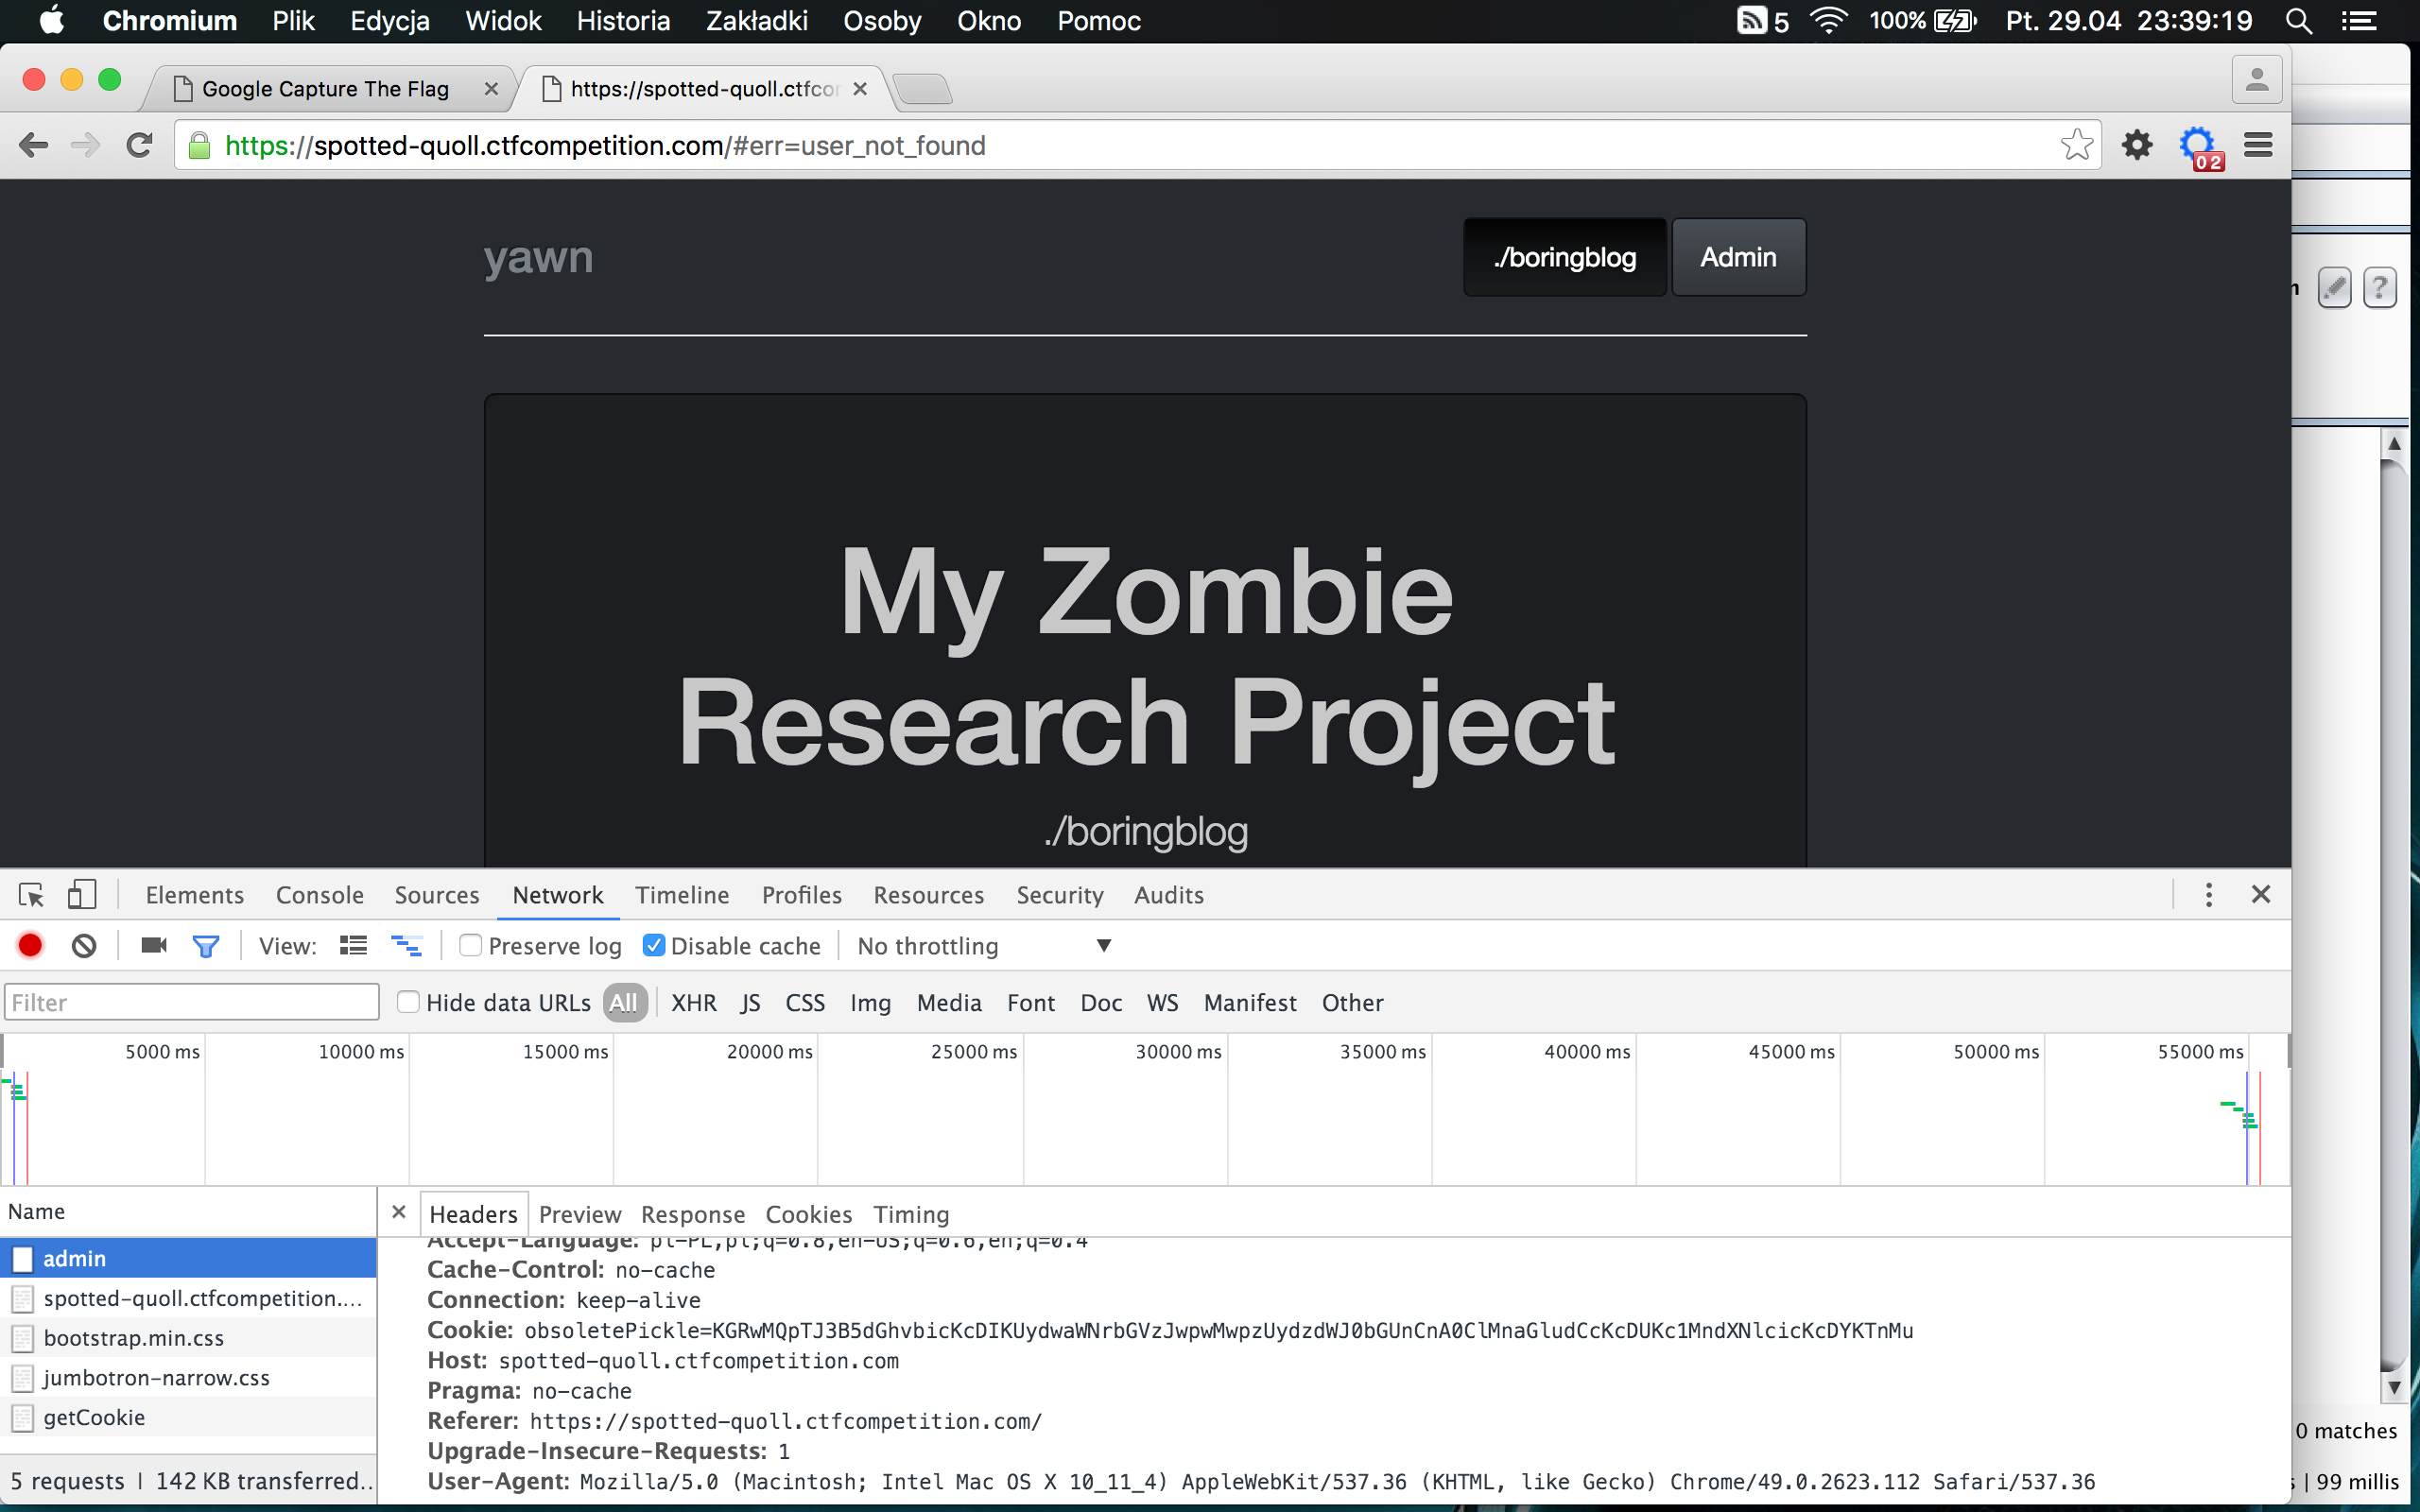 Chromium Plik Edycja Widok Historia Zakładki Osoby Okno Pomoc 5 100% Pt. 29.04 23:39:19
Google Capture The Flag https://spotted-quoll.ctfcor
https://spotted-quoll.ctfcompetition.com/#err=user_not_found 0 2
yawn ./boringblog Admin
My Zombie
Research Project
./boringblog
Elements Console Sources Network Timeline Profiles Resources Security Audits
View: Preserve log Disable cache No throttling
Filter Hide data URLs All XHR JS CSS Img Media Font Doc WS Manifest Other
5000 ms 10000 ms 15000 ms 20000 ms 25000 ms 30000 ms 35000 ms 40000 ms 45000 ms 50000 ms 55000 ms
Name Headers Preview Response Cookies Timing
Accept-Language: pl-PL,pl;q=0.8,en-US;q=0.6,en;q=0.4
admin
Cache-Control: no-cache
spotted-quoll.ctfcompetition....
Connection: keep-alive
Cookie: obsoletePickle=KGRwMQpTJ3B5dGhvbicKcDIKUydwaWNrbGVzJwpwMwpzUydzdWJ0bGUnCnA0ClMnaGludCcKcDUKc1MndXNlcicKcDYKTnMu
bootstrap.min.css
Host: spotted-quoll.ctfcompetition.com
jumbotron-narrow.css
Pragma: no-cache
getCookie
Referer: https://spotted-quoll.ctfcompetition.com/
Upgrade-Insecure-Requests: 1
0 matches
5 requests | 142 KB transferred...
User-Agent: Mozilla/5.0 (Macintosh; Intel Mac OS X 10_11_4) AppleWebKit/537.36 (KHTML, like Gecko) Chrome/49.0.2623.112 Safari/537.36
| 99 millis